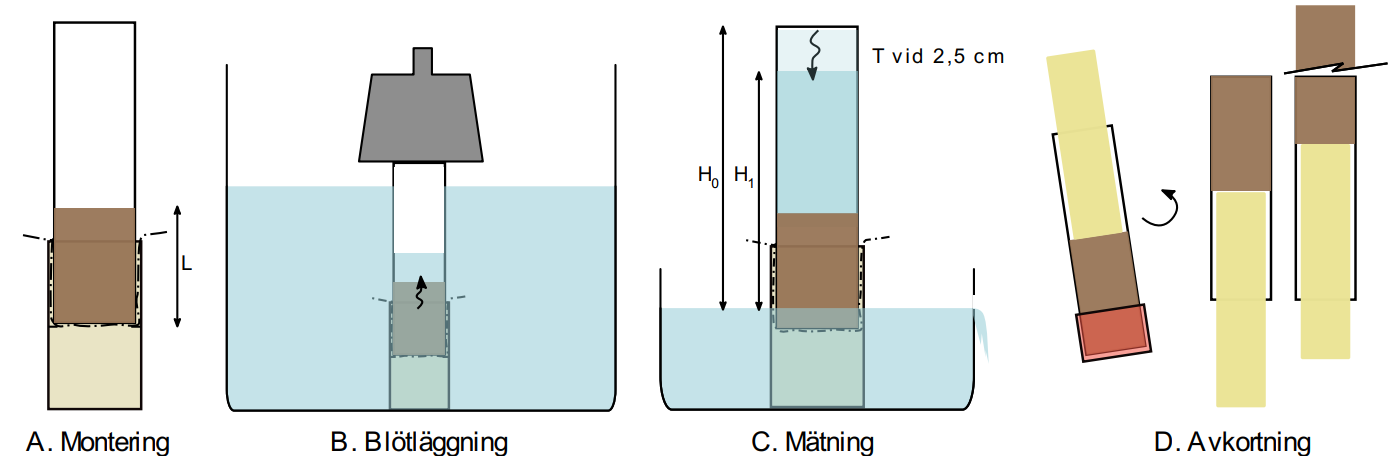 T vid 2,5 cm
H0
H1
L
A. Montering
B. Blötläggning
C. Mätning
D. Avkortning